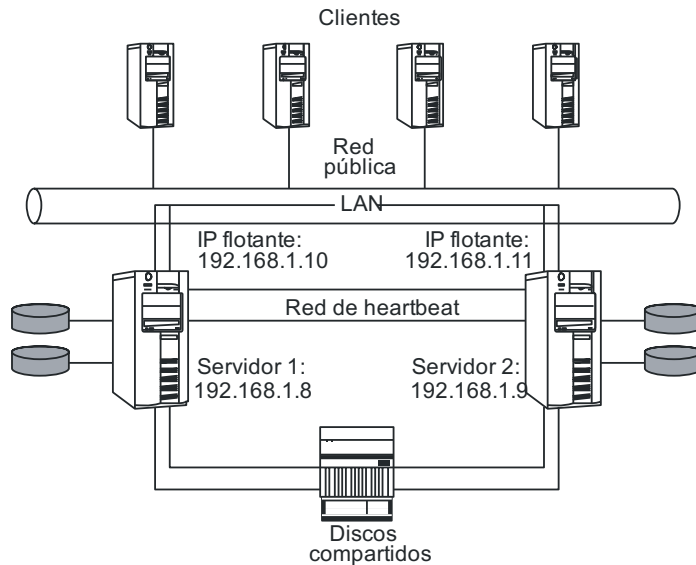 Clientes
Red
pública
LAN
IP flotante:
192.168.1.10
IP flotante:
192.168.1.11
Red de heartbeat
Servidor 1:
192.168.1.8
Servidor 2:
192.168.1.9
Discos
compartidos